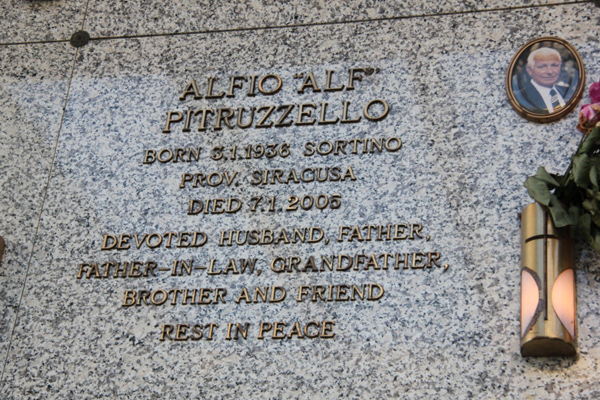 ALFIO "ALF"
PITRUZZELLO
BORN 3.1.1936 SORTINO
PROV. SIRACUSA
DIED 7.1.2005
DEVOTED HUSBAND, FATHER,
FATHER-IN-LAW, GRANDFATHER,
BROTHER AND FRIEND
REST IN PEACE